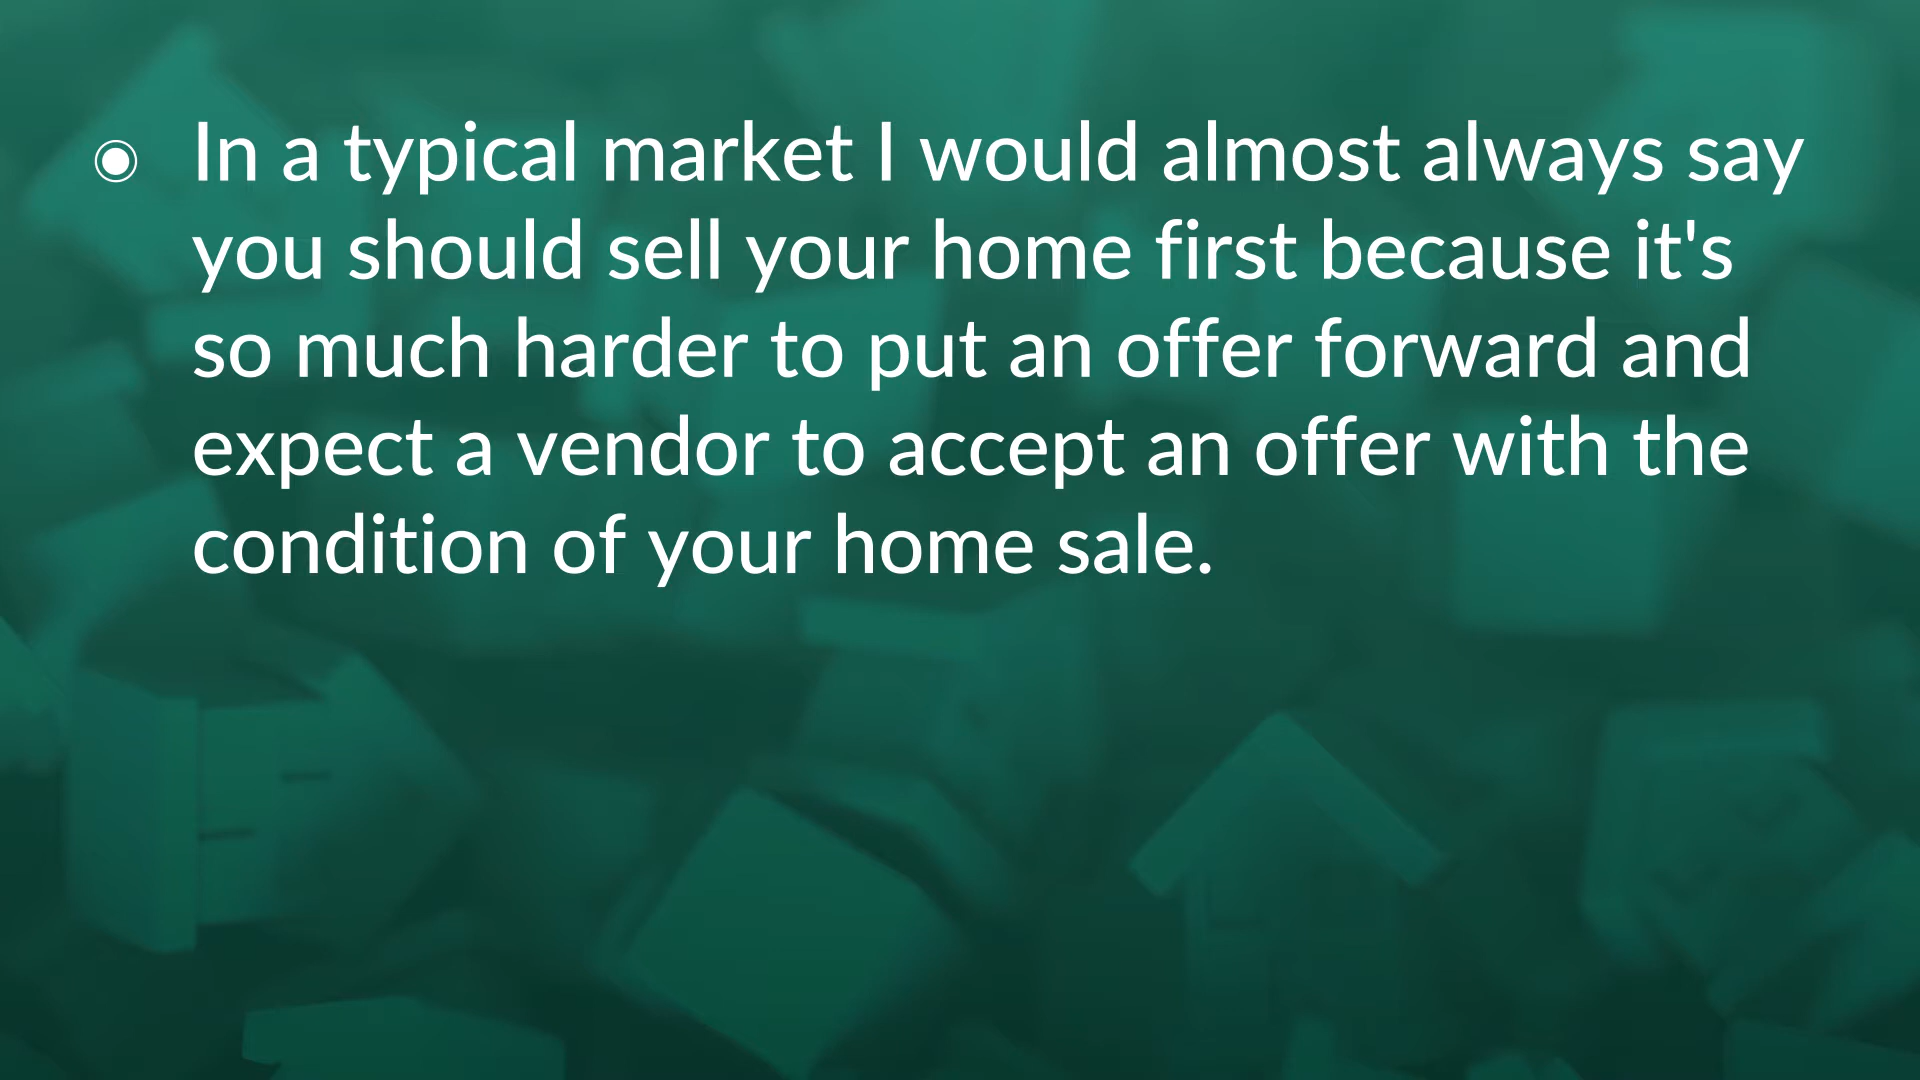 ◉ In a typical market I would almost always say
you should sell your home first because it's
so much harder to put an offer forward and
expect a vendor to accept an offer with the
condition of your home sale.